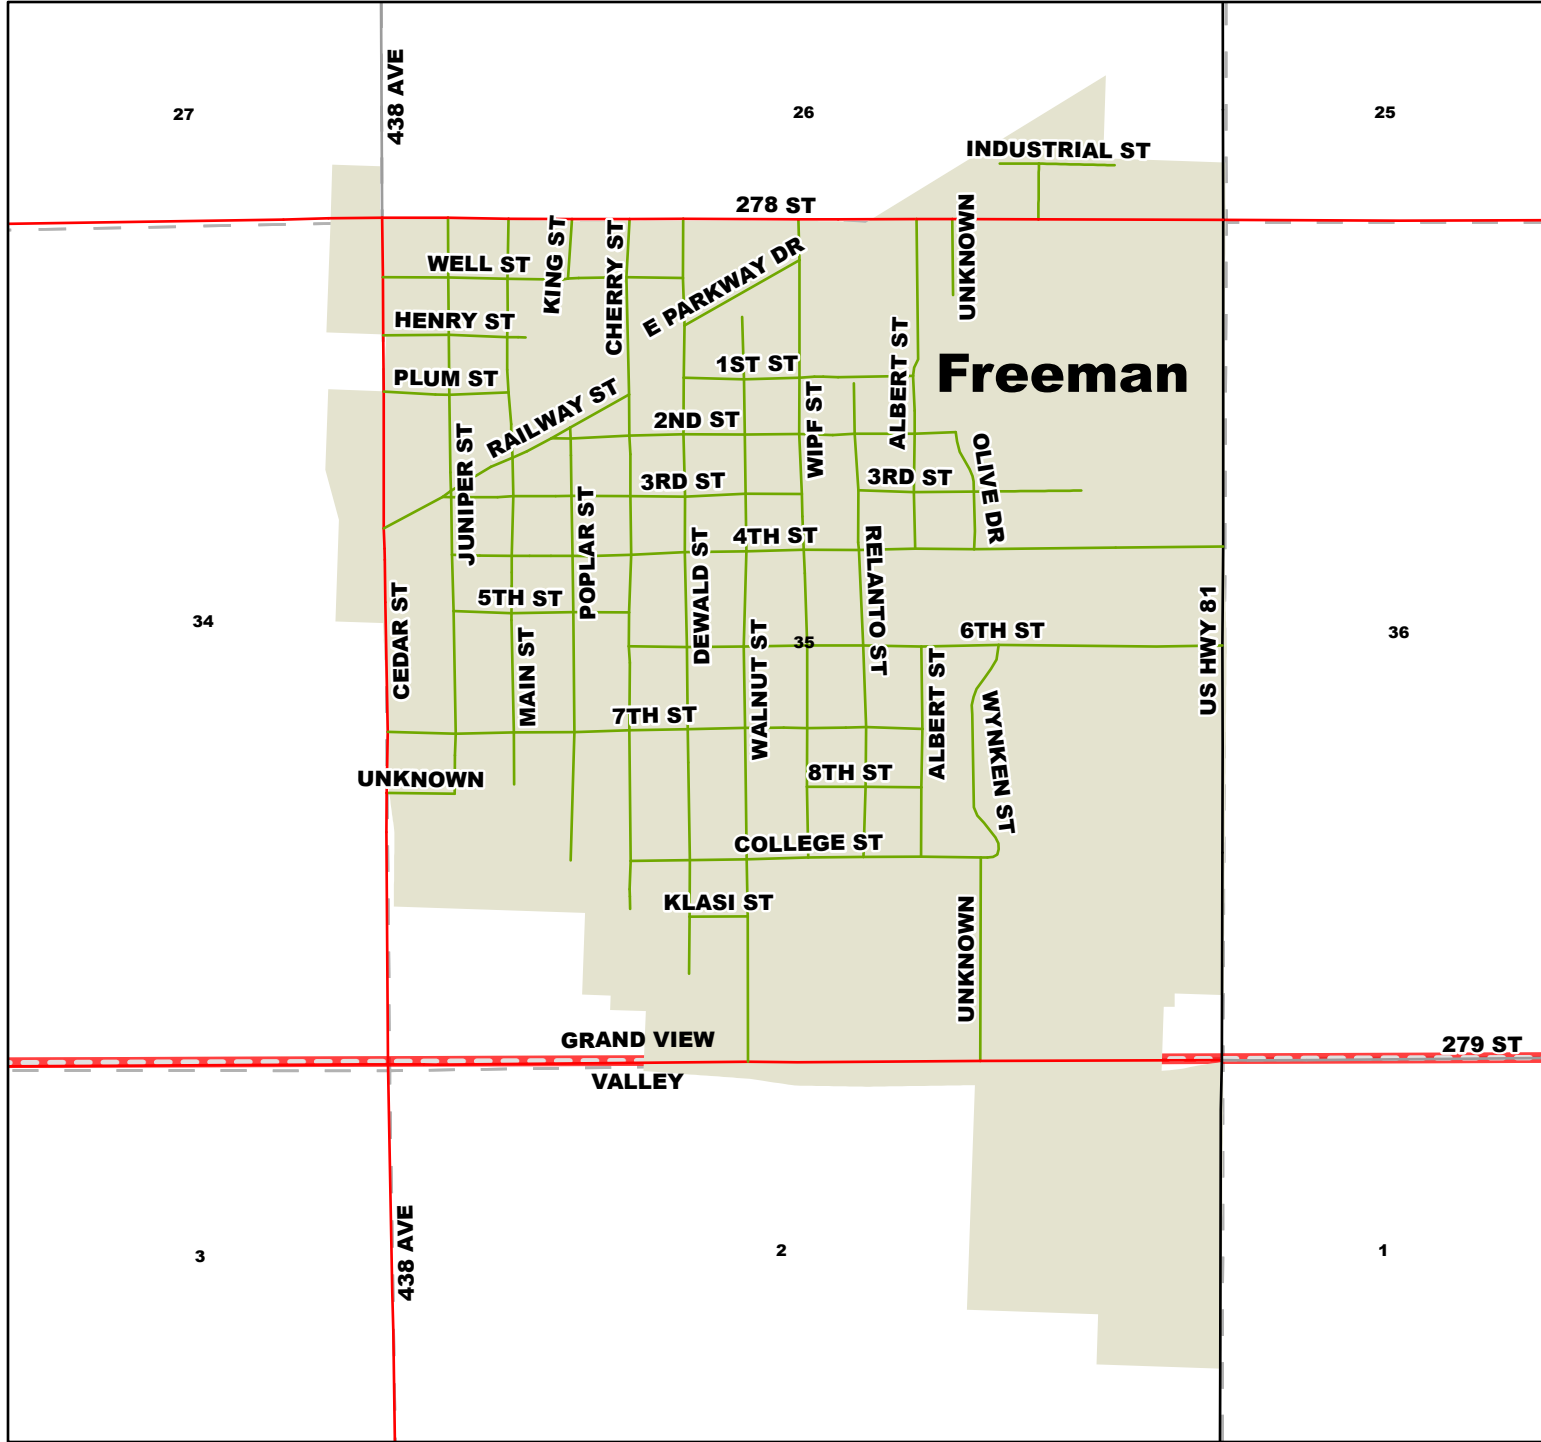 438 AVE
27
26
25
INDUSTRIAL ST
278 ST
UNKNOWN
KING ST
CHERRY ST
WELL ST
E PARKWAY DR
HENRY ST
1ST ST
ALBERT ST
Freeman
PLUM ST
RAILWAY ST
2ND ST
WIPF ST
OLIVE DR
JUNIPER ST
3RD ST
3RD ST
POPLAR ST
4TH ST
DEWALD ST
RELANTO ST
5TH ST
CEDAR ST
34
MAIN ST
WALNUT ST
35
6TH ST
US HWY 81
36
ALBERT ST
7TH ST
WYNKEN ST
UNKNOWN
8TH ST
COLLEGE ST
KLASI ST
UNKNOWN
GRAND VIEW
279 ST
VALLEY
438 AVE
3
2
1